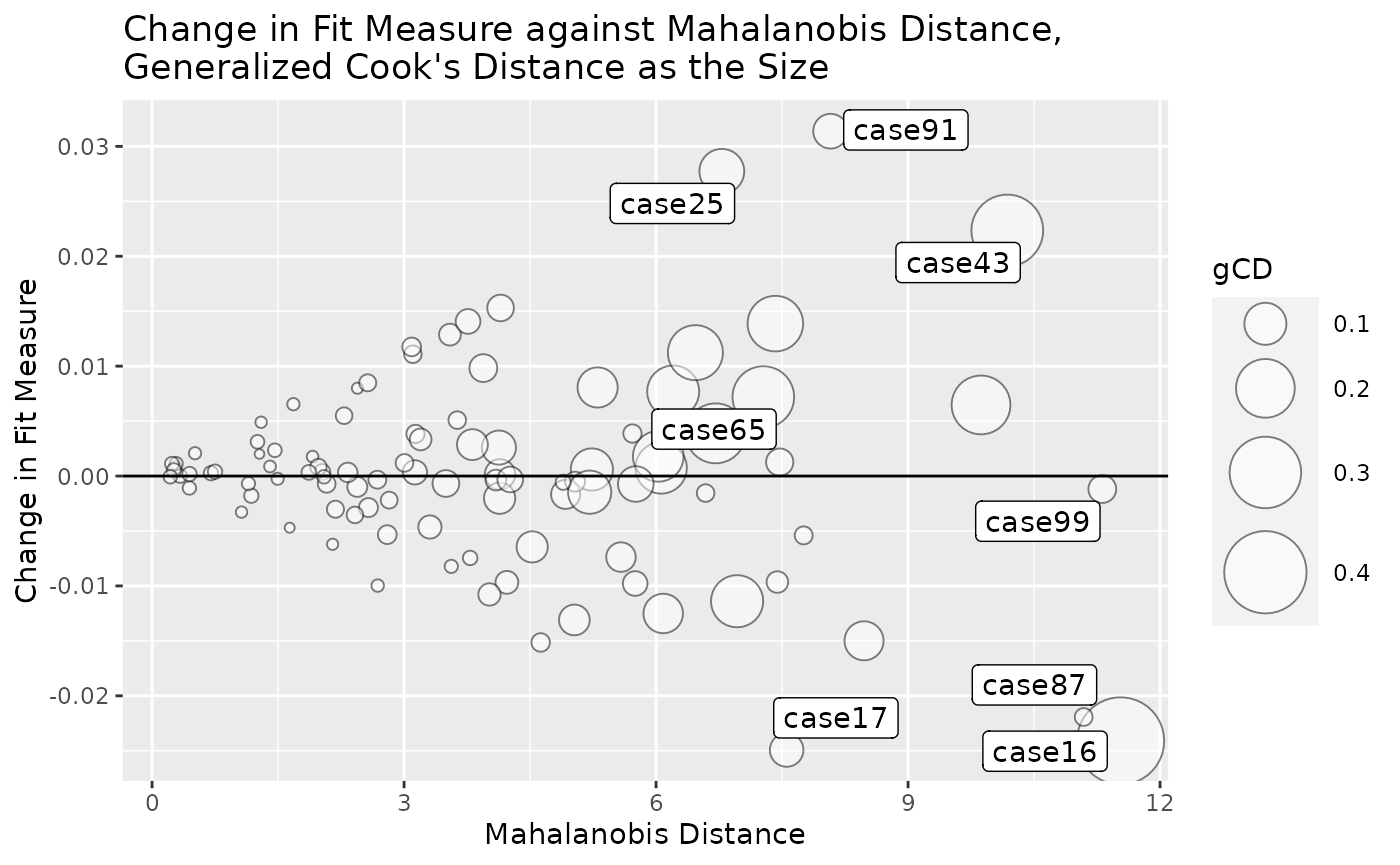 Change in Fit Measure against Mahalanobis Distance,
Generalized Cook's Distance as the Size
Change in Fit Measure
0.03
0.02
0.01
0.00
-0.01
-0.02
case91
case25
case43
case65
case99
case87
case17
case16
0
3
6
9
12
Mahalanobis Distance
gCD
0.1
0.2
0.3
0.4